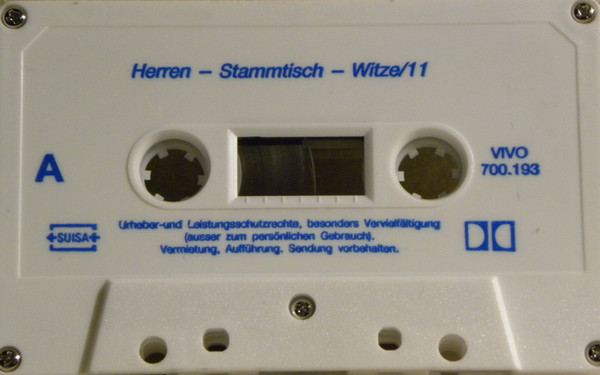 Herren – Stammtisch – Witze/11
A
VIVO
700.193
SUISA
Urheber-und Leistungsschutzrechte, besonders Vervielfältigung
(ausser zum persönlichen Gebrauch).
Vermietung, Aufführung, Sendung vorbehalten.